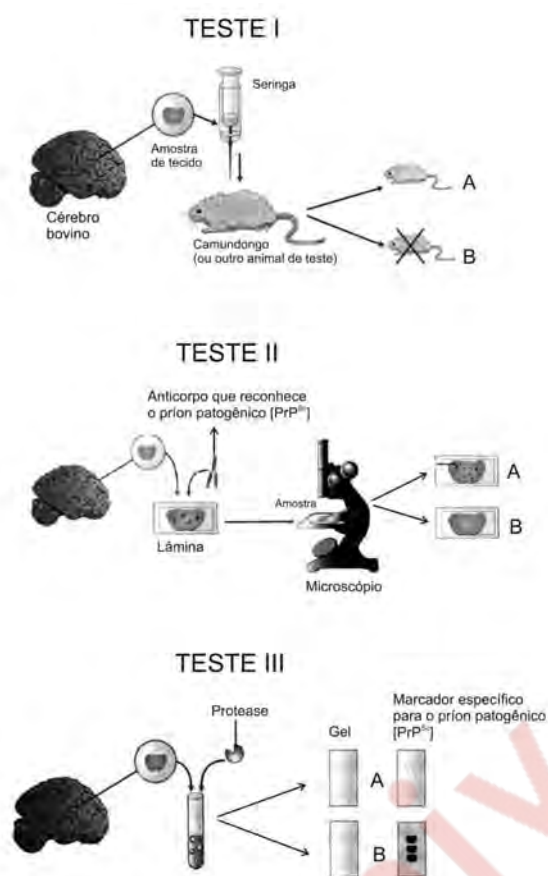 TESTE I
Seringa
Amostra
de tecido
Cérebro
bovino
Camundongo
(ou outro animal de teste)
A
B
TESTE II
Anticorpo que reconhece
o príon patogênico [PrPSc]
Amostra
Lâmina
Microscópio
A
B
TESTE III
Protease
Gel
Marcador específico
para o príon patogênico
[PrPSc]
A
B